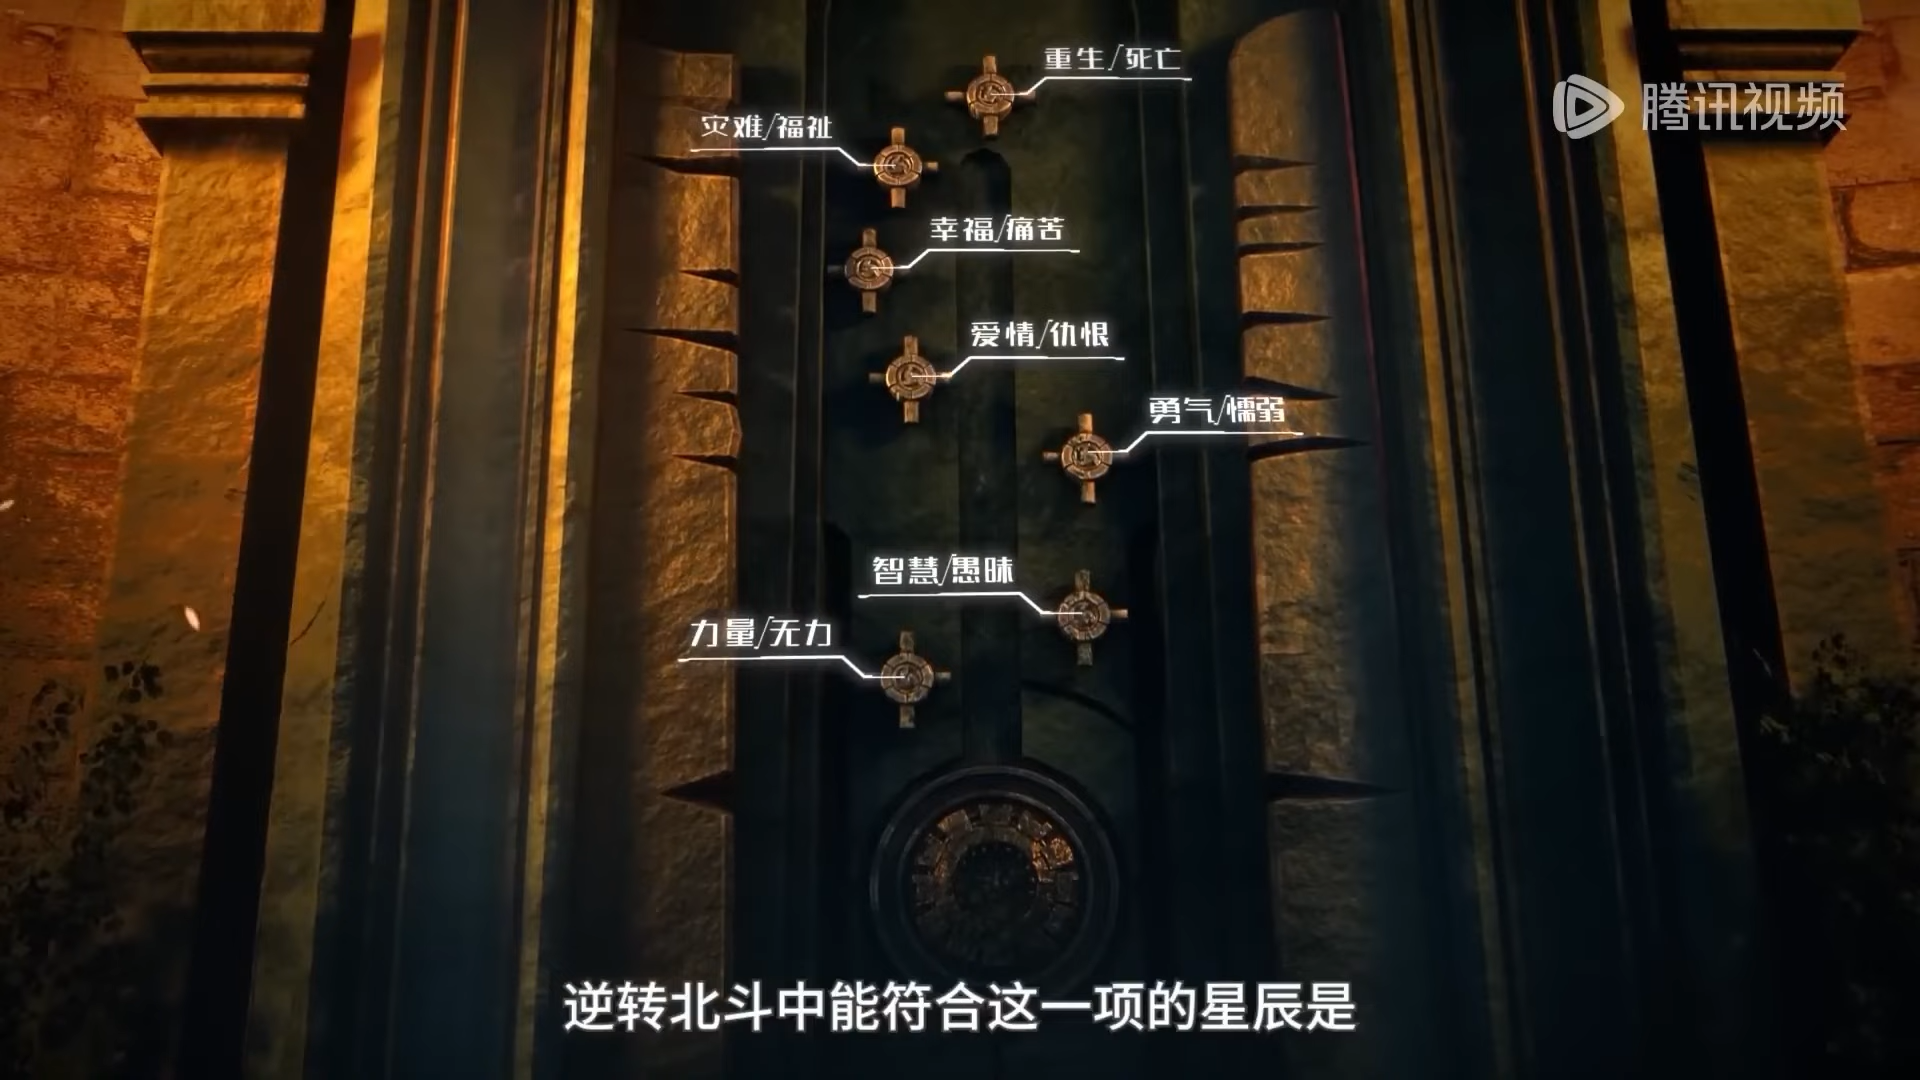 重生/死亡
腾讯视频
灾难/福祉
幸福/痛苦
爱情/仇恨
勇气/懦弱
智慧/愚昧
力量/无力
逆转北斗中能符合这一项的星辰是